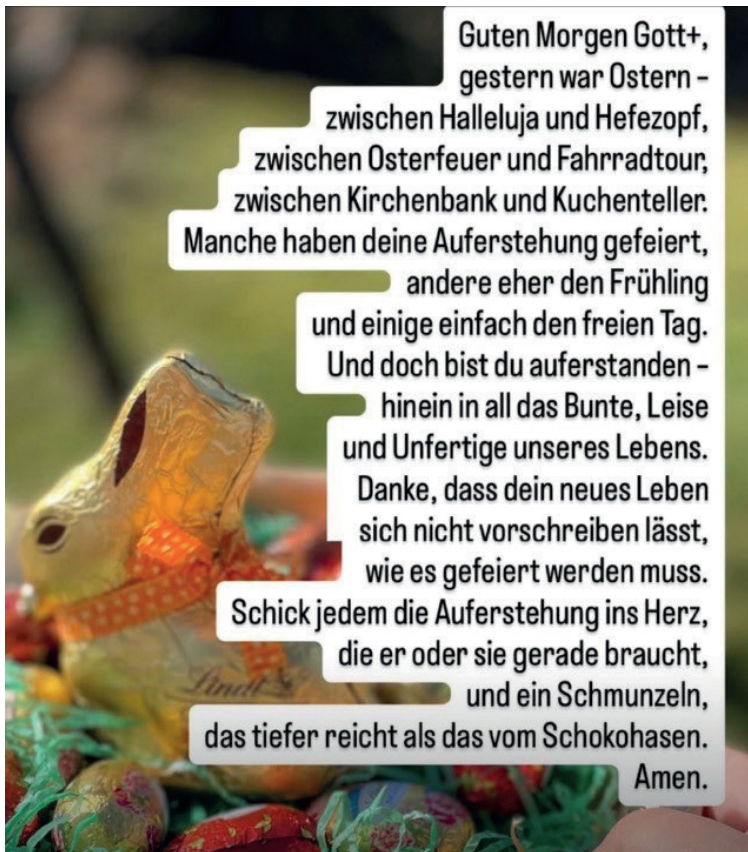 Guten Morgen Gott+,
gestern war Ostern –
zwischen Halleluja und Hefezopf,
zwischen Osterfeuer und Fahrradtour,
zwischen Kirchenbank und Kuchenteller.
Manche haben deine Auferstehung gefeiert,
andere eher den Frühling
und einige einfach den freien Tag.
Und doch bist du auferstanden –
hinein in all das Bunte, Leise
und Unfertige unseres Lebens.
Danke, dass dein neues Leben
sich nicht vorschreiben lässt,
wie es gefeiert werden muss.
Schick jedem die Auferstehung ins Herz,
die er oder sie gerade braucht,
und ein Schmunzeln,
das tiefer reicht als das vom Schokohasen.
Amen.
Lindt